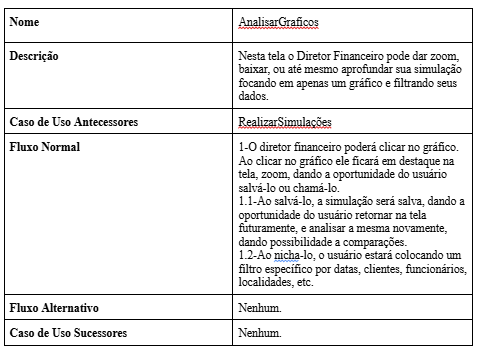 Nome AnalisarGraficos
Descrição Nesta tela o Diretor Financeiro pode dar zoom,
baixar, ou até mesmo aprofundar sua simulação
focando em apenas um gráfico e filtrando seus
dados.
Caso de Uso Antecessores RealizarSimulações
Fluxo Normal 1-O diretor financeiro poderá clicar no gráfico.
Ao clicar no gráfico ele ficará em destaque na
tela, zoom, dando a oportunidade do usuário
salvá-lo ou chamá-lo.
1.1-Ao salvá-lo, a simulação será salva, dando a
oportunidade do usuário retornar na tela
futuramente, e analisar a mesma novamente,
dando possibilidade a comparações.
1.2-Ao nicha-lo, o usuário estará colocando um
filtro específico por datas, clientes, funcionários,
localidades, etc.
Fluxo Alternativo Nenhum.
Caso de Uso Sucessores Nenhum.